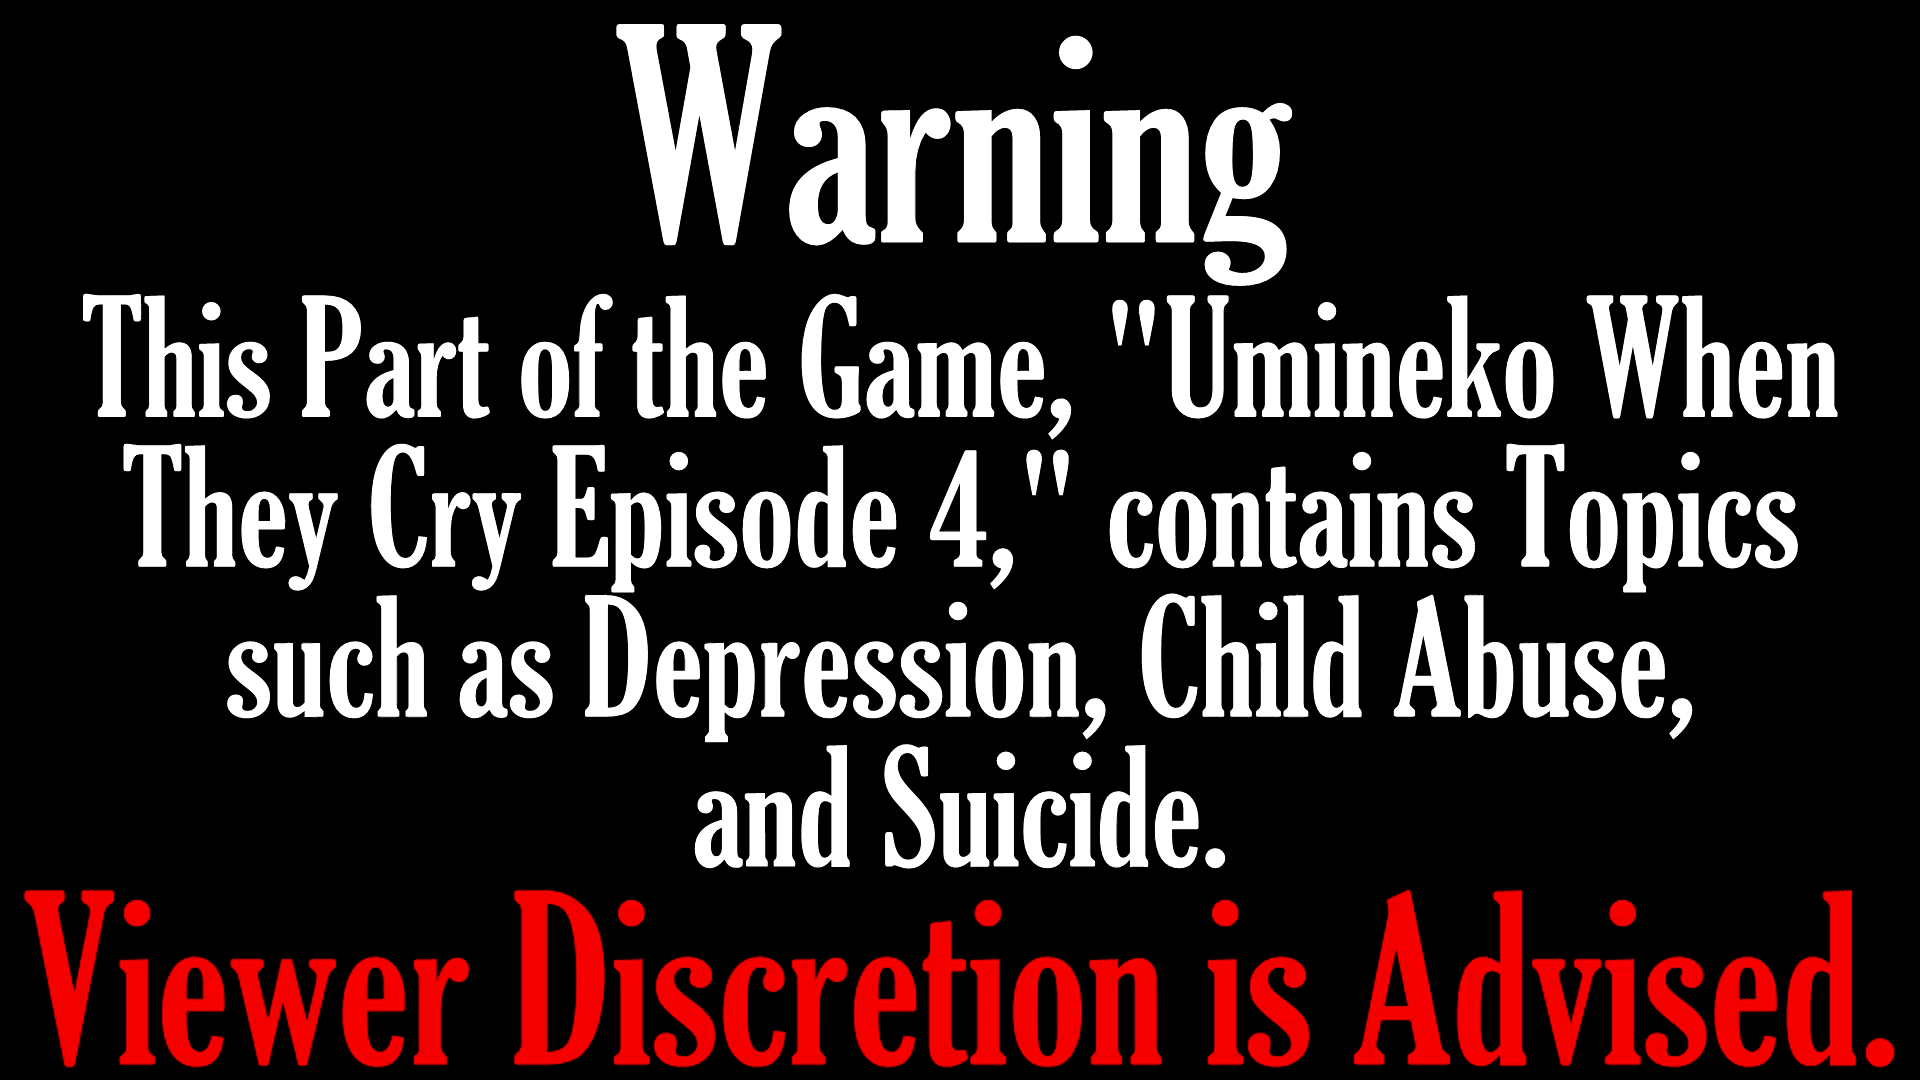 Warning
This Part of the Game, "Umineko When
They Cry Episode 4," contains Topics
such as Depression, Child Abuse,
and Suicide.
Viewer Discretion is Advised.